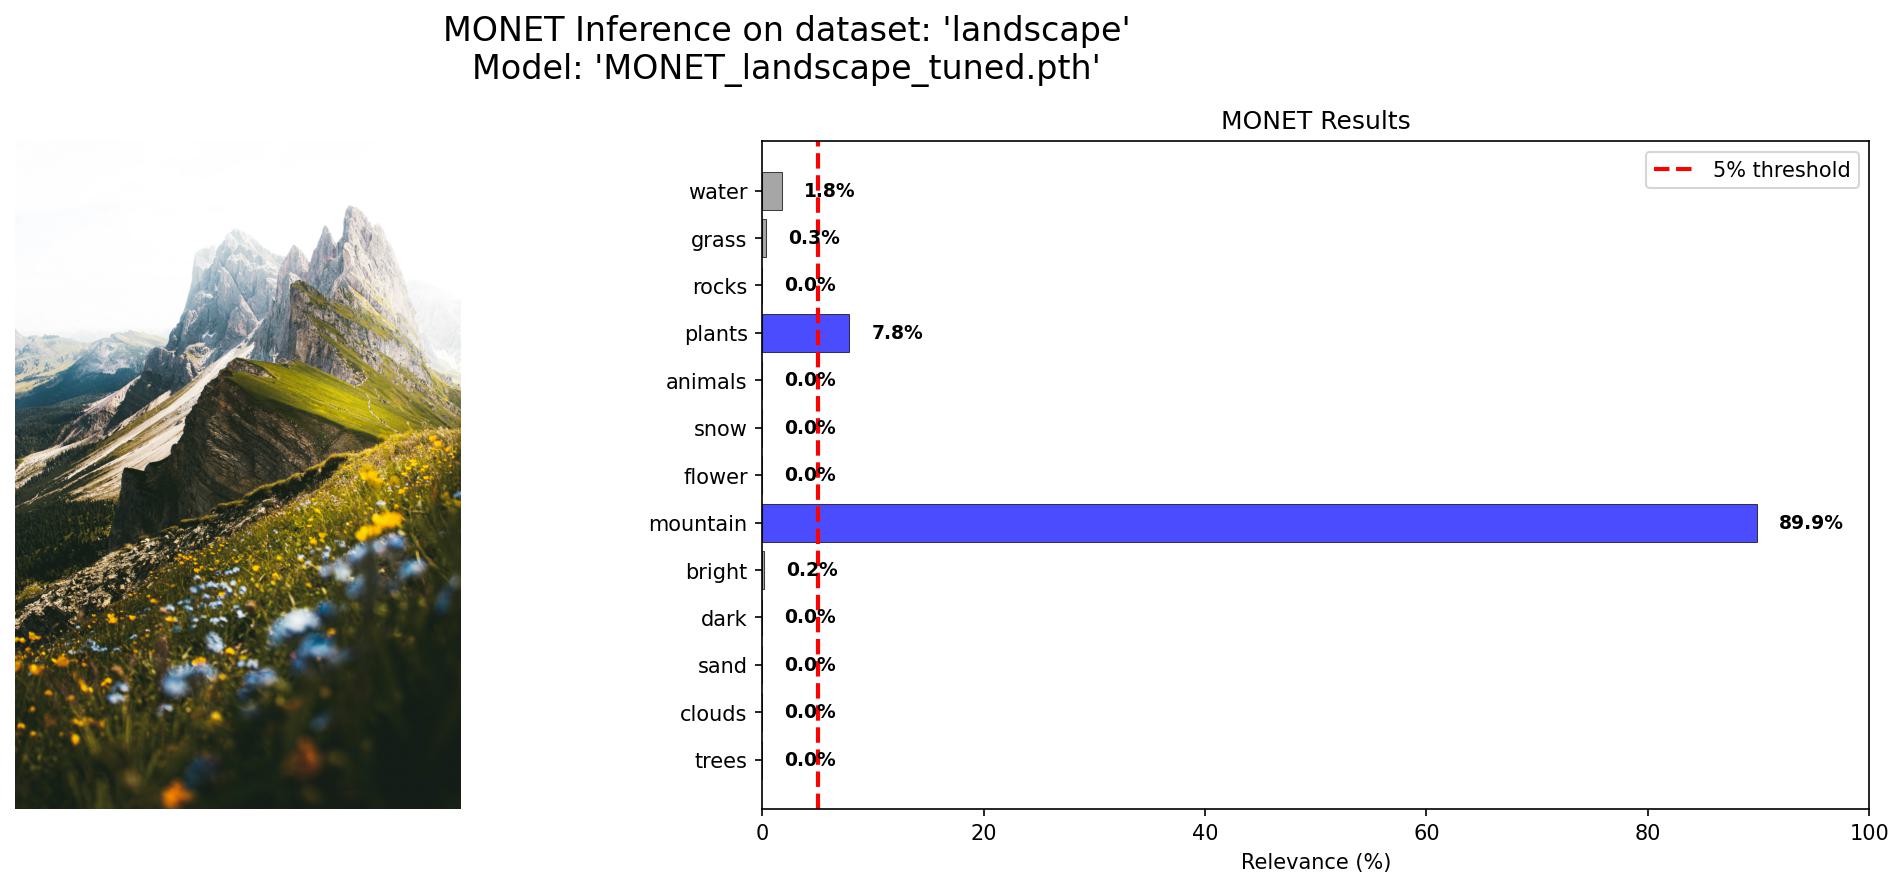 MONET Inference on dataset: 'landscape'
Model: 'MONET_landscape_tuned.pth'
MONET Results
5% threshold
water 1.8%
grass 0.3%
rocks 0.0%
plants 7.8%
animals 0.0%
snow 0.0%
flower 0.0%
mountain 89.9%
bright 0.2%
dark 0.0%
sand 0.0%
clouds 0.0%
trees 0.0%
0 20 40 60 80 100
Relevance (%)